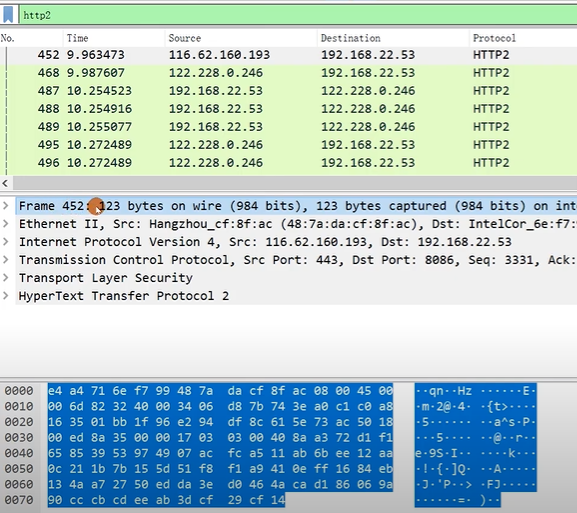 http2
No. Time Source Destination Protocol
452 9.963473 116.62.160.193 192.168.22.53 HTTP2
468 9.987607 122.228.0.246 192.168.22.53 HTTP2
487 10.254523 192.168.22.53 122.228.0.246 HTTP2
488 10.254916 192.168.22.53 122.228.0.246 HTTP2
489 10.255077 192.168.22.53 122.228.0.246 HTTP2
495 10.272489 122.228.0.246 192.168.22.53 HTTP2
496 10.272489 122.228.0.246 192.168.22.53 HTTP2
Frame 452: 123 bytes on wire (984 bits), 123 bytes captured (984 bits) on int
Ethernet II, Src: Hangzhou_cf:8f:ac (48:7a:da:cf:8f:ac), Dst: IntelCor_6e:f7:
Internet Protocol Version 4, Src: 116.62.160.193, Dst: 192.168.22.53
Transmission Control Protocol, Src Port: 443, Dst Port: 8086, Seq: 3331, Ack:
Transport Layer Security
HyperText Transfer Protocol 2
0000 e4 a4 71 6e f7 99 48 7a da cf 8f ac 08 00 45 00 ··qn··Hz ······E·
0010 00 6d 82 32 40 00 34 06 d8 7b 74 3e a0 c1 c0 a8 ·m·2@·4· ·{t>····
0020 16 35 01 bb 1f 96 e2 94 df 8c 61 5e 73 ac 50 18 ·5······ ··a^s·P·
0030 00 ed 8a 35 00 00 17 03 03 00 40 8a a3 72 d1 f1 ···5···· ··@··r··
0040 65 85 39 53 97 49 07 ac fc a5 11 ab 6b ee 12 aa e·9S·I·· ····k···
0050 0c 21 1b 7b 15 5d 51 f8 f1 a9 41 0e ff 16 84 eb ·!·{·]Q· ··A·····
0060 13 4a a7 27 50 ed da 3e d0 46 4a ca d1 86 06 9a ·J·'P··> ·FJ·····
0070 90 cc cb cd ee ab 3d cf 29 cf 14 ······=· )··